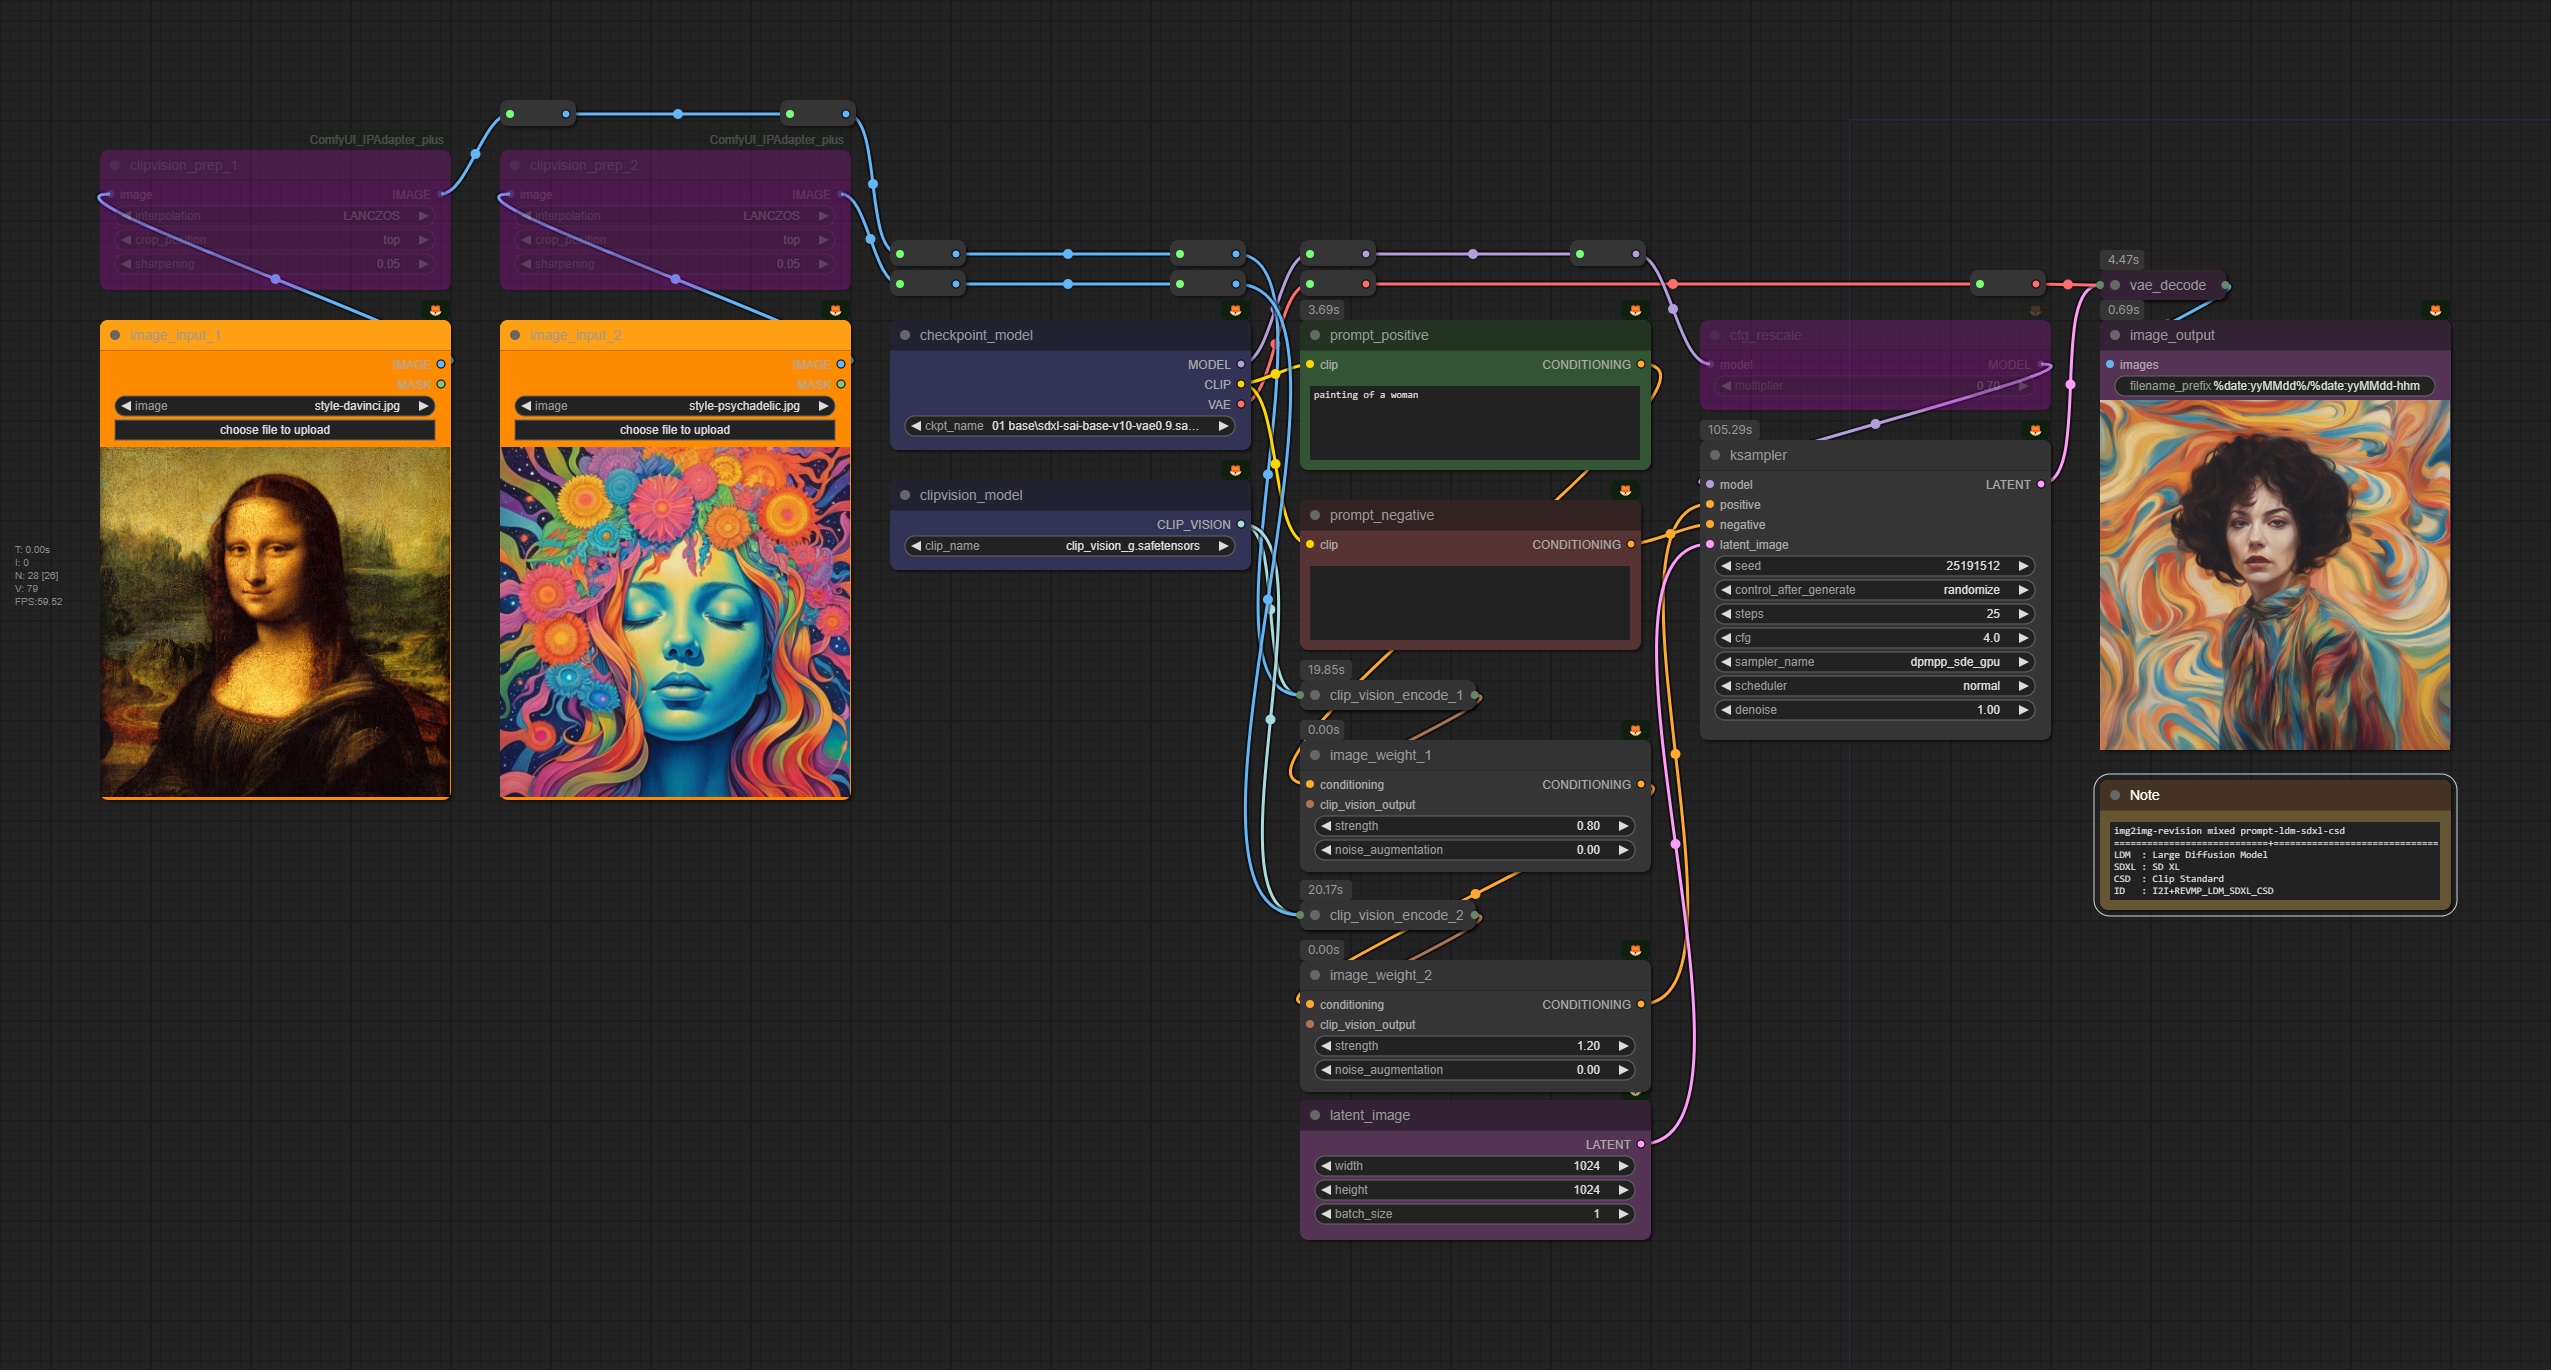 ComfyUI_IPAdapter_plus
clipvision_prep_1
image IMAGE
interpolation LANCZOS
crop_position top
sharpening 0.05
ComfyUI_IPAdapter_plus
clipvision_prep_2
image IMAGE
interpolation LANCZOS
crop_position top
sharpening 0.05
image_input_1
IMAGE
MASK
image style-davinci.jpg
choose file to upload
image_input_2
IMAGE
MASK
image style-psychadelic.jpg
choose file to upload
T: 0.00s
I: 0
N: 28 [26]
V: 79
FPS:59.52
checkpoint_model
MODEL
CLIP
VAE
ckpt_name 01 base\sdxl-sai-base-v10-vae0.9.sa...
clipvision_model
CLIP_VISION
clip_name clip_vision_g.safetensors
3.69s
prompt_positive
clip CONDITIONING
painting of a woman
prompt_negative
clip CONDITIONING
19.85s
clip_vision_encode_1
0.00s
image_weight_1
conditioning CONDITIONING
clip_vision_output
strength 0.80
noise_augmentation 0.00
20.17s
clip_vision_encode_2
0.00s
image_weight_2
conditioning CONDITIONING
clip_vision_output
strength 1.20
noise_augmentation 0.00
latent_image
LATENT
width 1024
height 1024
batch_size 1
cfg_rescale
model MODEL
multiplier 0.70
105.29s
ksampler
model LATENT
positive
negative
latent_image
seed 25191512
control_after_generate randomize
steps 25
cfg 4.0
sampler_name dpmpp_sde_gpu
scheduler normal
denoise 1.00
4.47s
vae_decode
0.69s
image_output
images
filename_prefix %date:yyMMdd%/%date:yyMMdd-hhm
Note
img2img-revision mixed prompt-ldm-sdxl-csd
============================+==============================
LDM : Large Diffusion Model
SDXL : SD XL
CSD : Clip Standard
ID : I2I+REVMP_LDM_SDXL_CSD